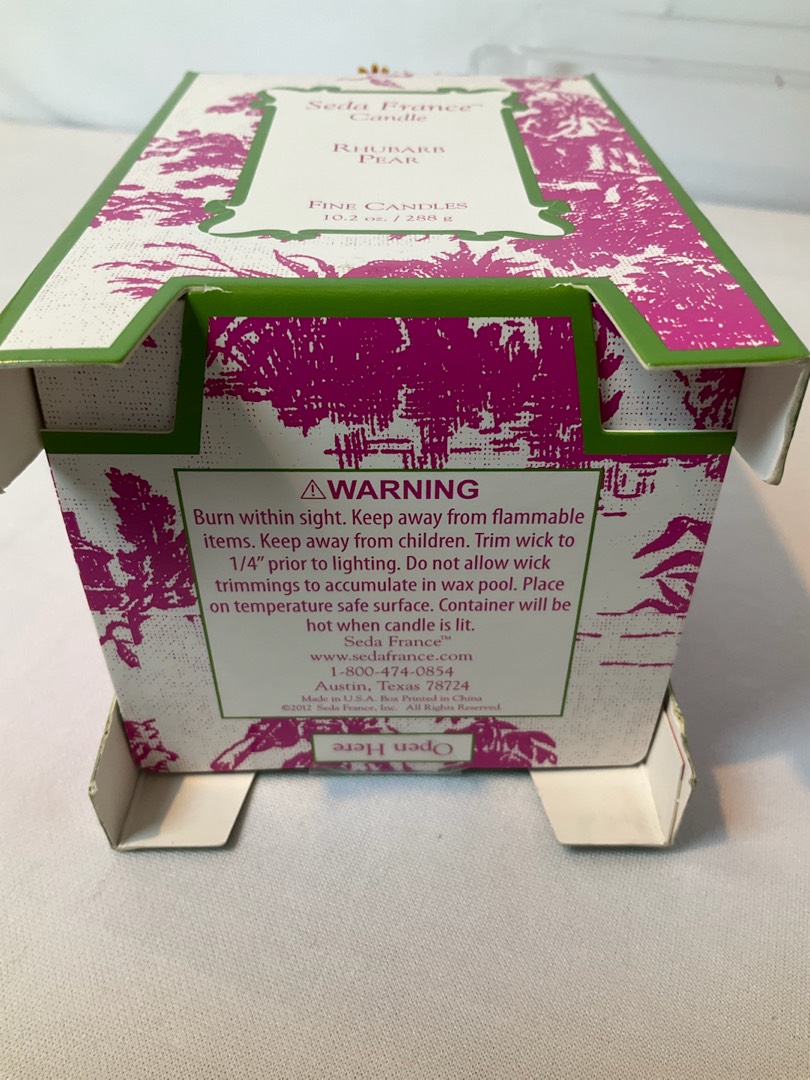 Seda France™
Candle
RHUBARB
PEAR
FINE CANDLES
10.2 oz. / 288 g
⚠WARNING
Burn within sight. Keep away from flammable
items. Keep away from children. Trim wick to
1/4” prior to lighting. Do not allow wick
trimmings to accumulate in wax pool. Place
on temperature safe surface. Container will be
hot when candle is lit.
Seda France™
www.sedafrance.com
1-800-474-0854
Austin, Texas 78724
Made in U.S.A. Box Printed in China
©2012 Seda France, Inc. All Rights Reserved.
Open Here